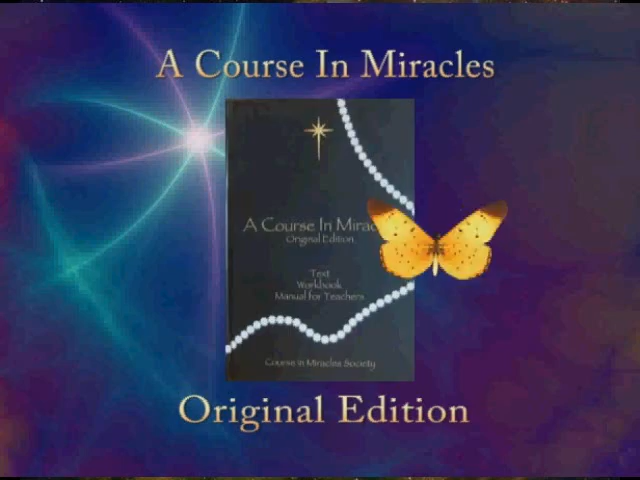 A Course In Miracles
A Course In Mirac
Original Edition
Text
Workbook
Manual for Teachers
Course in Miracles Society
Original Edition